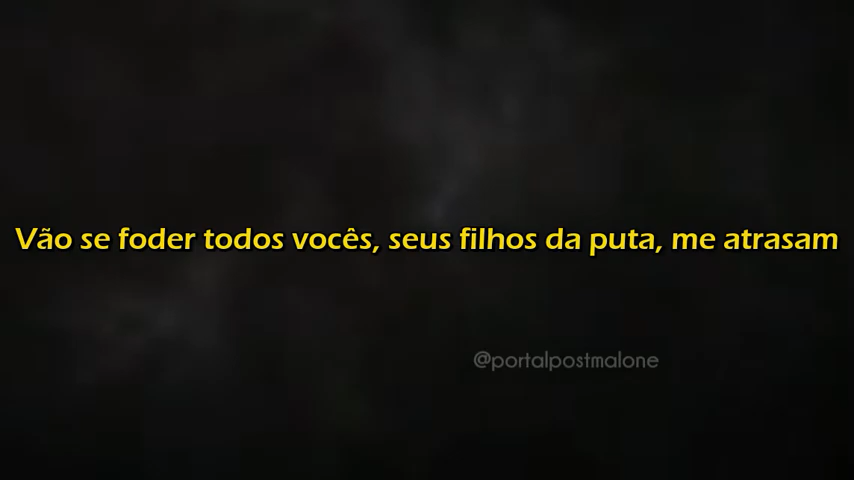 Vão se foder todos vocês, seus filhos da puta, me atrasam
@portalpostmalone